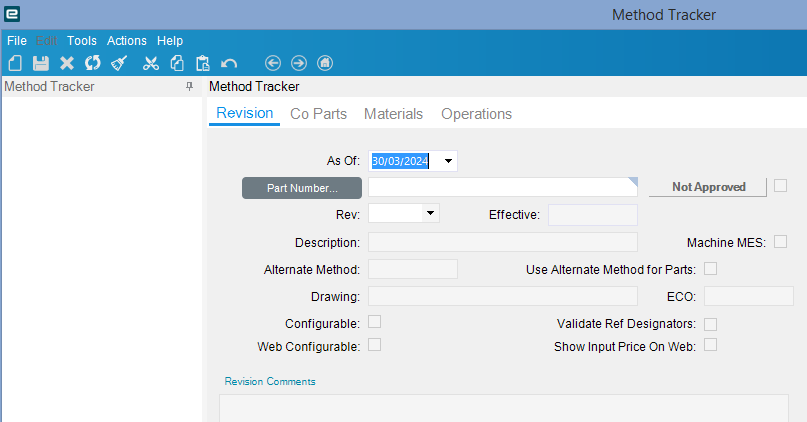 Method Tracker
File Edit Tools Actions Help
Method Tracker
Method Tracker
Revision Co Parts Materials Operations
As Of: 30/03/2024
Part Number... Not Approved
Rev: Effective:
Description: Machine MES:
Alternate Method: Use Alternate Method for Parts:
Drawing: ECO:
Configurable: Validate Ref Designators:
Web Configurable: Show Input Price On Web:
Revision Comments